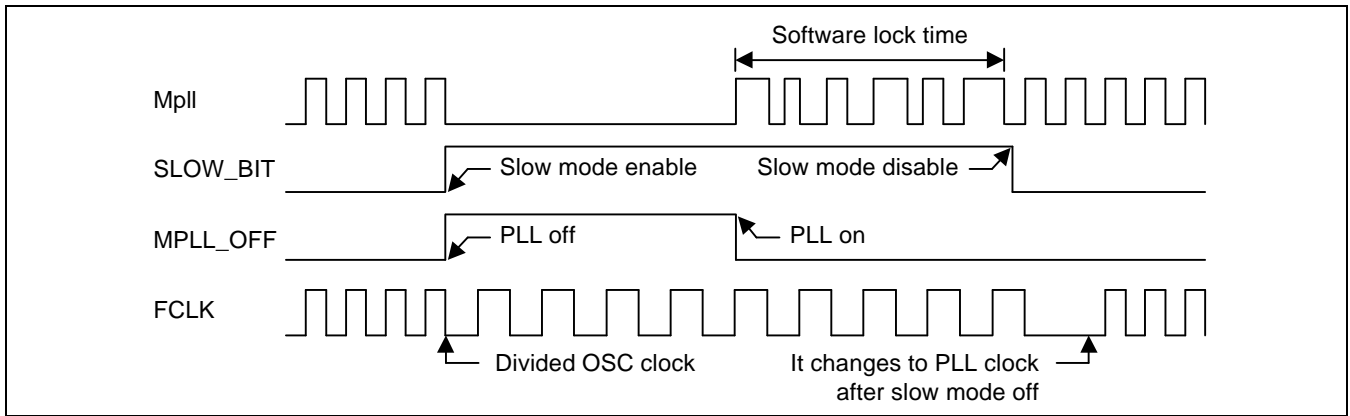 Software lock time
Mpll
SLOW_BIT
Slow mode enable
Slow mode disable
MPLL_OFF
PLL off
PLL on
FCLK
Divided OSC clock
It changes to PLL clock
after slow mode off